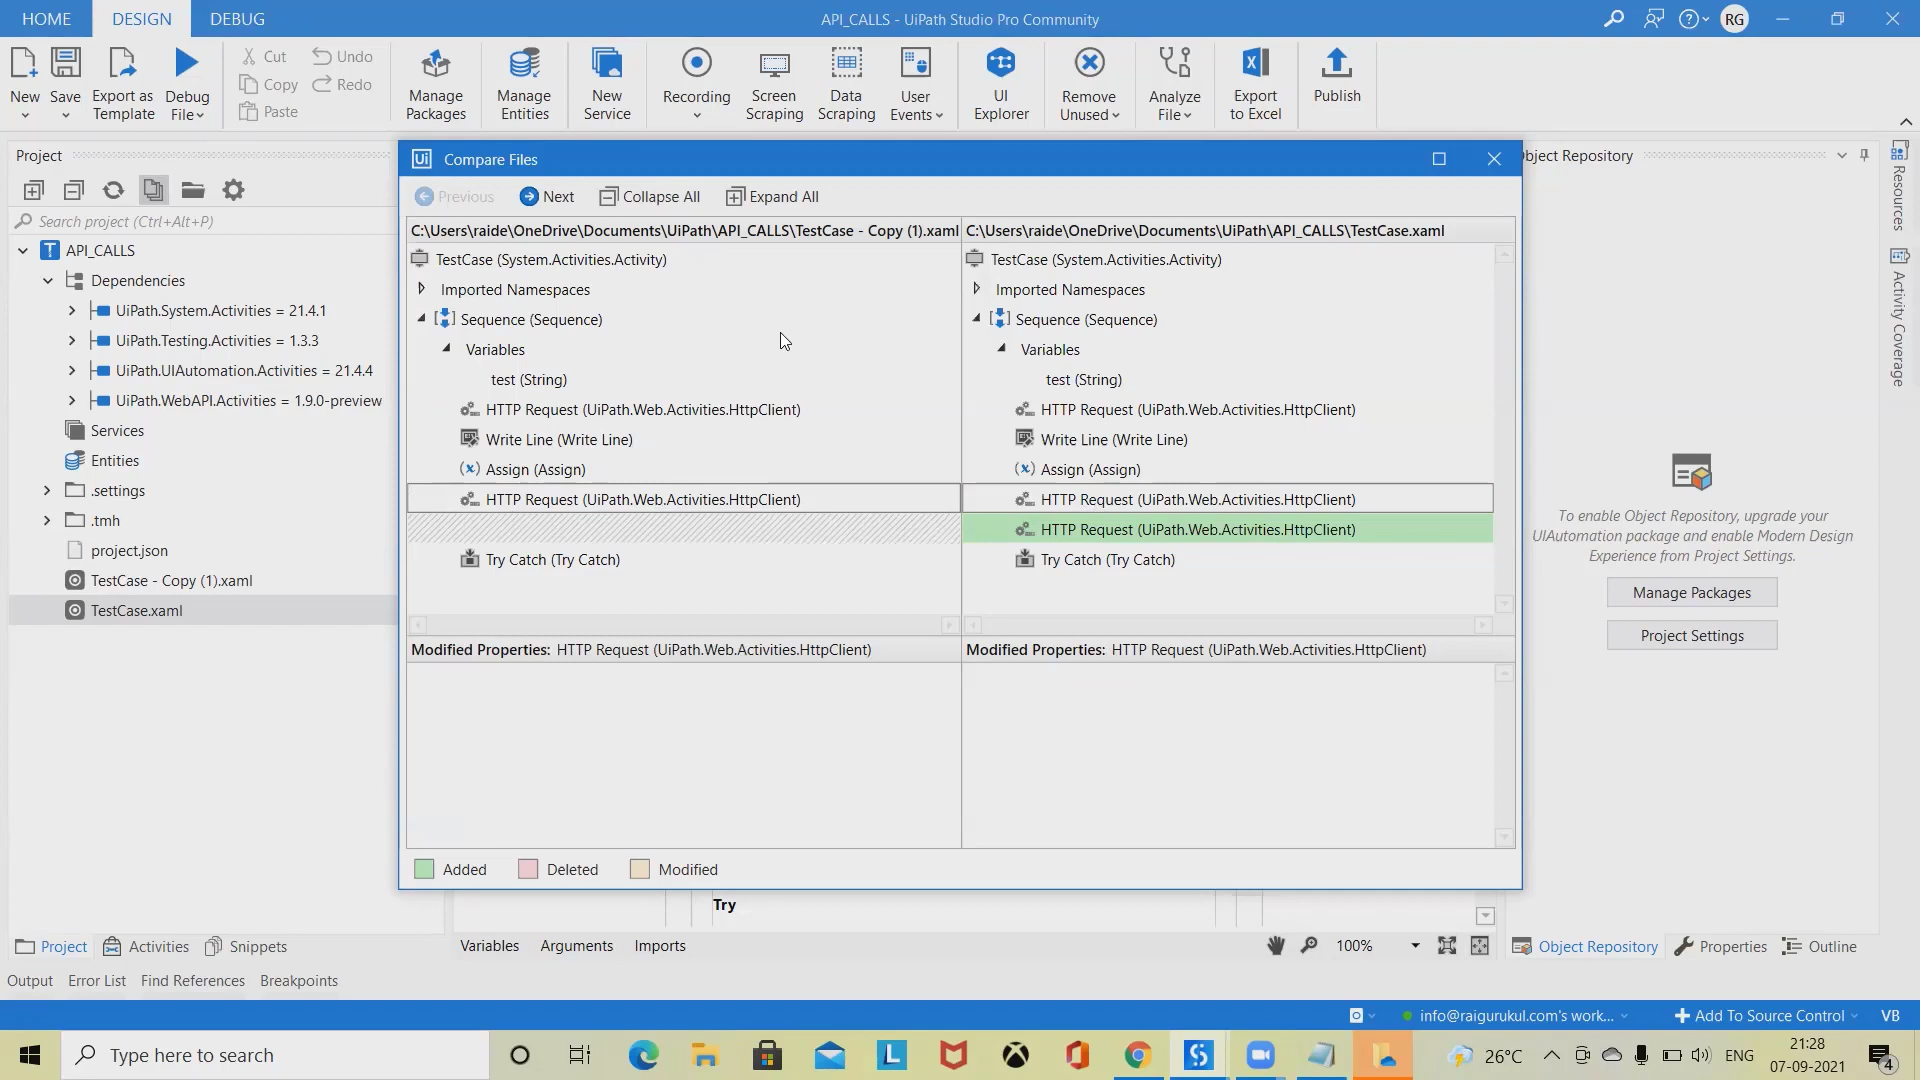 HOME
DESIGN
DEBUG
API_CALLS - UiPath Studio Pro Community
RG
New
Save
Export as
Template
Debug
File
Cut
Copy
Paste
Undo
Redo
Manage
Packages
Manage
Entities
New
Service
Recording
Screen
Scraping
Data
Scraping
User
Events
UI
Explorer
Remove
Unused
Analyze
File
Export
to Excel
Publish
Project
Search project (Ctrl+Alt+P)
API_CALLS
Dependencies
UiPath.System.Activities = 21.4.1
UiPath.Testing.Activities = 1.3.3
UiPath.UIAutomation.Activities = 21.4.4
UiPath.WebAPI.Activities = 1.9.0-preview
Services
Entities
.settings
.tmh
project.json
TestCase - Copy (1).xaml
TestCase.xaml
Ui Compare Files
Previous
Next
Collapse All
Expand All
C:\Users\raide\OneDrive\Documents\UiPath\API_CALLS\TestCase - Copy (1).xaml
TestCase (System.Activities.Activity)
Imported Namespaces
Sequence (Sequence)
Variables
test (String)
HTTP Request (UiPath.Web.Activities.HttpClient)
Write Line (Write Line)
Assign (Assign)
HTTP Request (UiPath.Web.Activities.HttpClient)
Try Catch (Try Catch)
Modified Properties: HTTP Request (UiPath.Web.Activities.HttpClient)
C:\Users\raide\OneDrive\Documents\UiPath\API_CALLS\TestCase.xaml
TestCase (System.Activities.Activity)
Imported Namespaces
Sequence (Sequence)
Variables
test (String)
HTTP Request (UiPath.Web.Activities.HttpClient)
Write Line (Write Line)
Assign (Assign)
HTTP Request (UiPath.Web.Activities.HttpClient)
HTTP Request (UiPath.Web.Activities.HttpClient)
Try Catch (Try Catch)
Modified Properties: HTTP Request (UiPath.Web.Activities.HttpClient)
Added
Deleted
Modified
bject Repository
To enable Object Repository, upgrade your
UIAutomation package and enable Modern Design
Experience from Project Settings.
Manage Packages
Project Settings
Resources
Activity Coverage
Try
Project
Activities
Snippets
Variables
Arguments
Imports
100%
Object Repository
Properties
Outline
Output
Error List
Find References
Breakpoints
info@raigurukul.com's work...
Add To Source Control
VB
Type here to search
26°C
ENG
21:28
07-09-2021
4